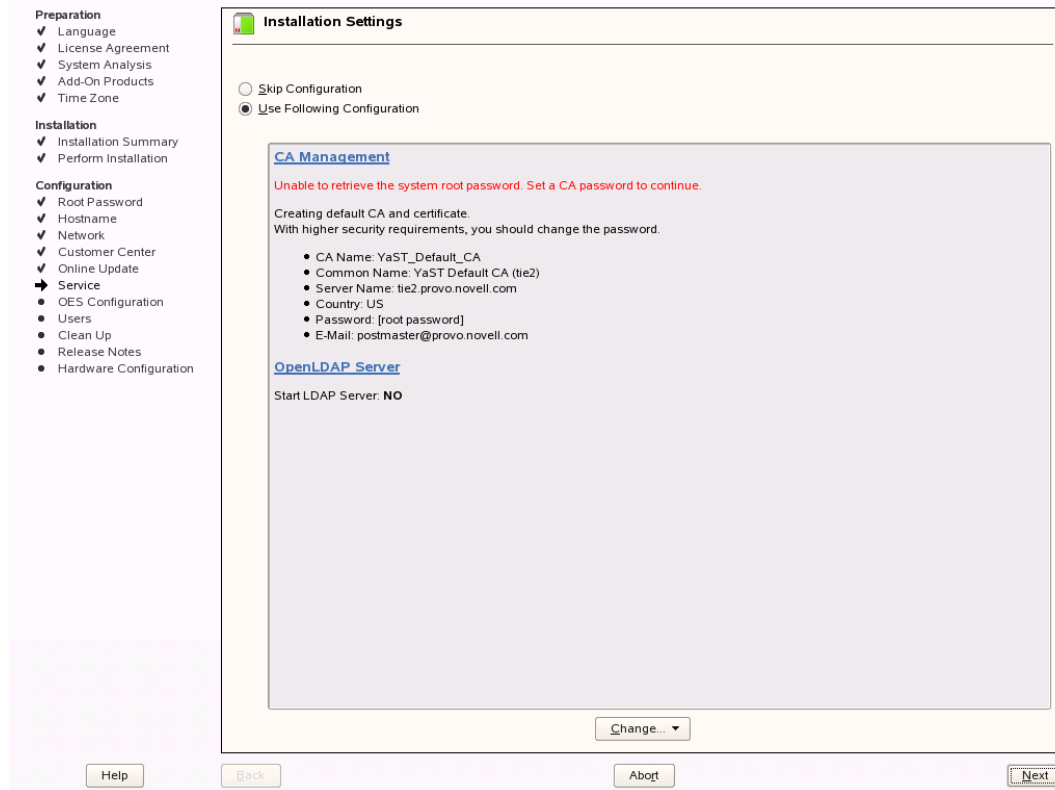 Preparation
Language
License Agreement
System Analysis
Add-On Products
Time Zone
Installation
Installation Summary
Perform Installation
Configuration
Root Password
Hostname
Network
Customer Center
Online Update
Service
OES Configuration
Users
Clean Up
Release Notes
Hardware Configuration
Installation Settings
Skip Configuration
Use Following Configuration
CA Management
Unable to retrieve the system root password. Set a CA password to continue.
Creating default CA and certificate.
With higher security requirements, you should change the password.
CA Name: YaST_Default_CA
Common Name: YaST Default CA (tie2)
Server Name: tie2.provo.novell.com
Country: US
Password: [root password]
E-Mail: postmaster@provo.novell.com
OpenLDAP Server
Start LDAP Server: NO
Change...
Help
Back
Abort
Next